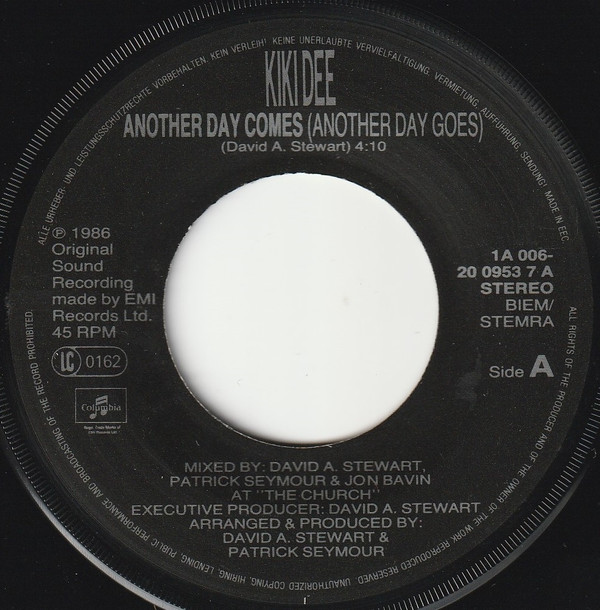 ALLE URHEBER- UND LEISTUNGSSCHUTZRECHTE VORBEHALTEN. KEIN VERLEIH! KEINE UNERLAUBTE VERVIELFÄLTIGUNG, VERMIETUNG, AUFFÜHRUNG, SENDUNG! MADE IN EEC.
KIKI DEE
ANOTHER DAY COMES (ANOTHER DAY GOES)
(David A. Stewart) 4:10
℗ 1986
Original
Sound
Recording
made by EMI
Records Ltd.
45 RPM
LC 0162
Columbia
1A 006-
20 0953 7 A
STEREO
BIEM/
STEMRA
Side A
MIXED BY: DAVID A. STEWART,
PATRICK SEYMOUR & JON BAVIN
AT "THE CHURCH"
EXECUTIVE PRODUCER: DAVID A. STEWART
ARRANGED & PRODUCED BY:
DAVID A. STEWART &
PATRICK SEYMOUR
ALL RIGHTS OF THE PRODUCER AND OF THE OWNER OF THE WORK REPRODUCED RESERVED. UNAUTHORIZED COPYING, HIRING, LENDING, PUBLIC PERFORMANCE AND BROADCASTING OF THE RECORD PROHIBITED.